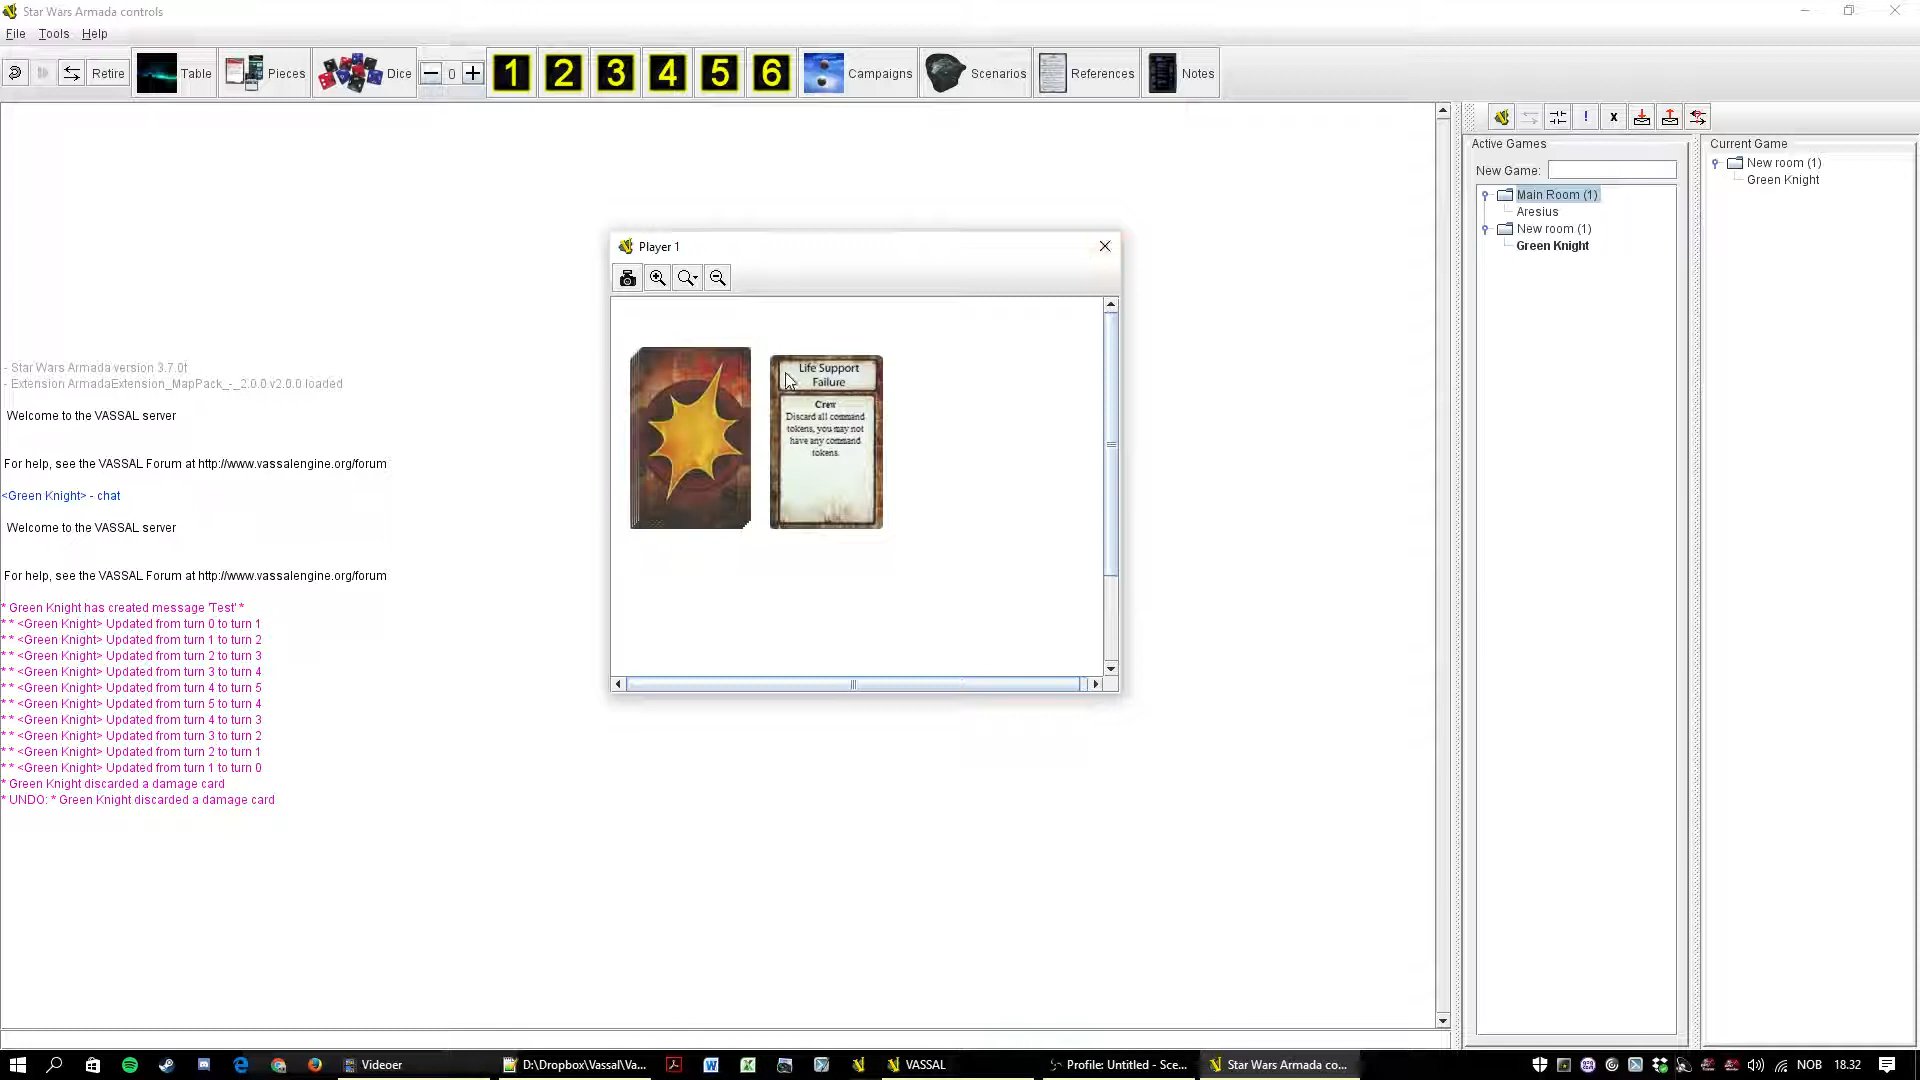 Star Wars Armada controls
File Tools Help
Retire Table Pieces Dice 0 1 2 3 4 5 6 Campaigns Scenarios References Notes
! x
Active Games
New Game:
Main Room (1)
Aresius
New room (1)
Green Knight
Current Game
New room (1)
Green Knight
Player 1
Life Support
Failure
Crew
Discard all command
tokens, you may not
have any command
tokens.
- Star Wars Armada version 3.7.0f
- Extension ArmadaExtension_MapPack_-_2.0.0 v2.0.0 loaded
Welcome to the VASSAL server
For help, see the VASSAL Forum at http://www.vassalengine.org/forum
<Green Knight> - chat
Welcome to the VASSAL server
For help, see the VASSAL Forum at http://www.vassalengine.org/forum
* Green Knight has created message 'Test' *
* * <Green Knight> Updated from turn 0 to turn 1
* * <Green Knight> Updated from turn 1 to turn 2
* * <Green Knight> Updated from turn 2 to turn 3
* * <Green Knight> Updated from turn 3 to turn 4
* * <Green Knight> Updated from turn 4 to turn 5
* * <Green Knight> Updated from turn 5 to turn 4
* * <Green Knight> Updated from turn 4 to turn 3
* * <Green Knight> Updated from turn 3 to turn 2
* * <Green Knight> Updated from turn 2 to turn 1
* * <Green Knight> Updated from turn 1 to turn 0
* Green Knight discarded a damage card
* UNDO: * Green Knight discarded a damage card
Videoer D:\Dropbox\Vassal\Va... VASSAL Profile: Untitled - Sce... Star Wars Armada co... NOB 18.32